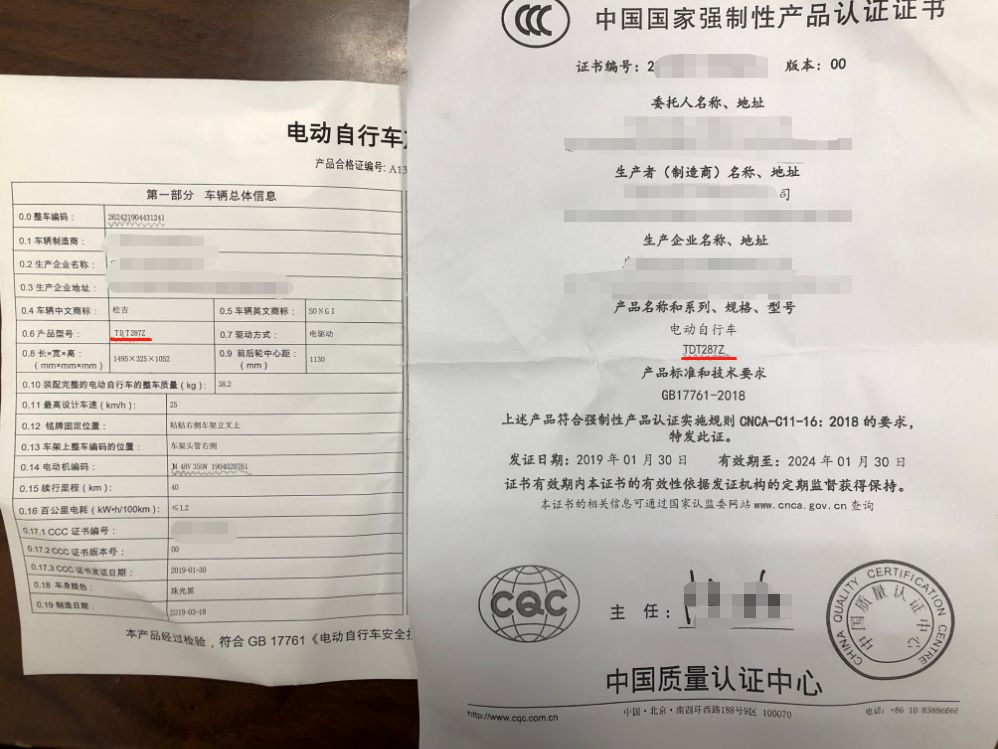 电动自行车
产品合格证编号: A13
第一部分 车辆总体信息
0.0 整车编码: 262421904431241
0.1 车辆制造商:
0.2 生产企业名称:
0.3 生产企业地址:
0.4 车辆中文商标: 松吉 0.5 车辆英文商标: SONGI
0.6 产品型号: TDT287Z 0.7 驱动方式: 电驱动
0.8 长×宽×高: (mm×mm×mm) 1495×325×1052 0.9 前后轮中心距: (mm) 1130
0.10 装配完整的电动自行车的整车质量(kg): 38.2
0.11 最高设计车速(km/h): 25
0.12 铭牌固定位置: 粘贴右侧车架立叉上
0.13 车架上整车编码的位置: 车架头管右侧
0.14 电动机编码: JM 48V 350W 1904020761
0.15 续行里程(km): 40
0.16 百公里电耗(kW•h/100km): ≤1.2
0.17.1 CCC 证书编号:
0.17.2 CCC 证书版本号: 00
0.17.3 CCC 证书发证日期: 2019-01-30
0.18 车身颜色: 珠光黑
0.19 制造日期: 2019-03-18
本产品经过检验,符合 GB 17761《电动自行车安全技
CCC
中国国家强制性产品认证证书
证书编号: 2 版本: 00
委托人名称、地址
生产者(制造商)名称、地址
司
生产企业名称、地址
产品名称和系列、规格、型号
电动自行车
TDT287Z
产品标准和技术要求
GB17761-2018
上述产品符合强制性产品认证实施规则 CNCA-C11-16: 2018 的要求,
特发此证。
发证日期: 2019 年 01 月 30 日 有效期至: 2024 年 01 月 30 日
证书有效期内本证书的有效性依据发证机构的定期监督获得保持。
本证书的相关信息可通过国家认监委网站 www.cnca.gov.cn 查询
CQC
主 任:
CHINA QUALITY CERTIFICATION CENTRE
中国质量认证中心
中国质量认证中心
http://www.cqc.com.cn 中国·北京·南四环西路188号9区 100070 电话: +86 10 83886666